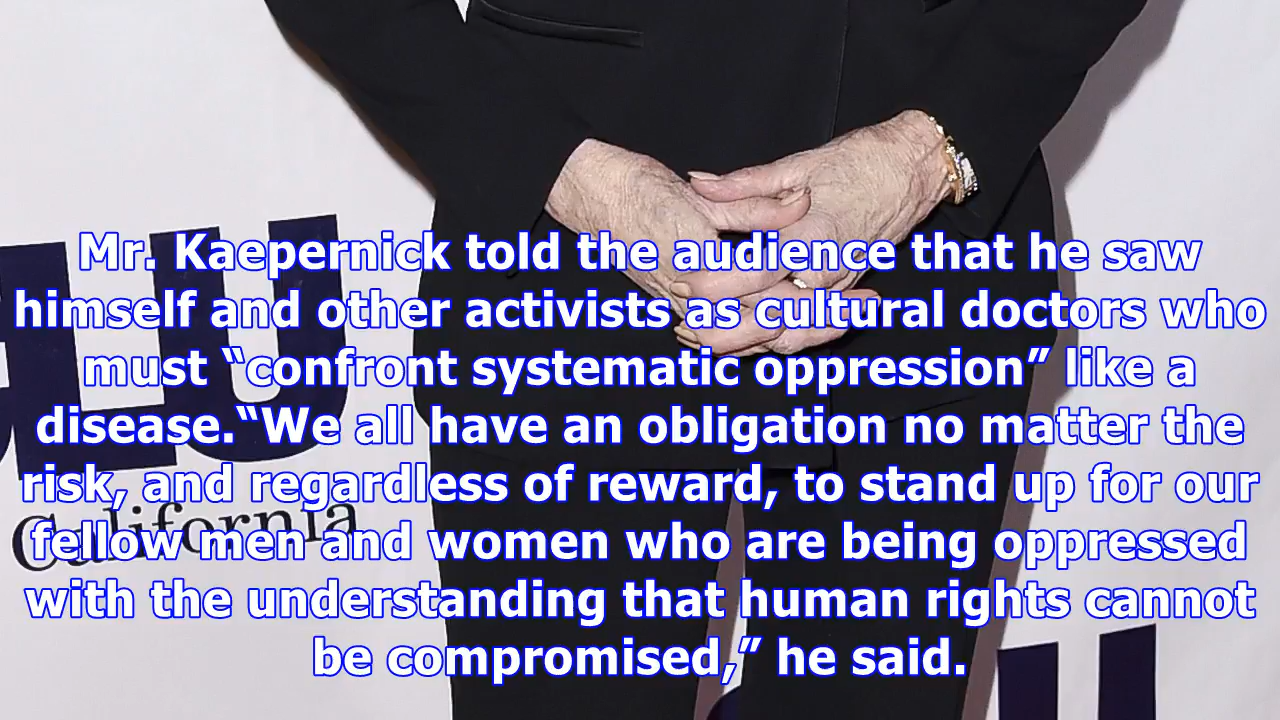 Mr. Kaepernick told the audience that he saw
himself and other activists as cultural doctors who
must “confront systematic oppression” like a
disease.“We all have an obligation no matter the
risk, and regardless of reward, to stand up for our
fellow men and women who are being oppressed
with the understanding that human rights cannot
be compromised,” he said.
LU
California